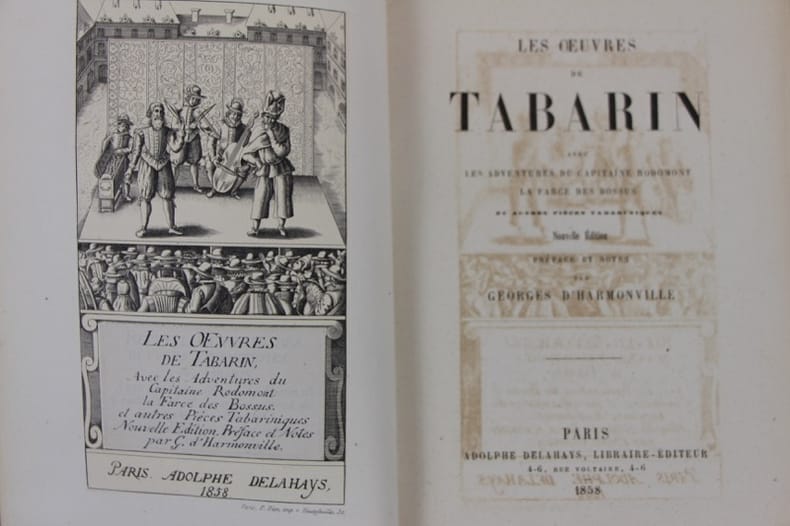 LES OEVVRES
DE TABARIN,
Avec les Adventures du
Capitaine Rodomont
la Farce des Bossus.
et autres Pièces Tabariniques
Nouvelle Edition, Préface et Notes
par G. d'Harmonville.
PARIS. ADOLPHE DELAHAYS,
1858
LES ŒUVRES
DE
TABARIN
AVEC
LES ADVENTURES DU CAPITAINE RODOMONT
LA FARCE DES BOSSUS
ET AUTRES PIÈCES TABARINIQUES
Nouvelle Édition
PRÉFACE ET NOTES
PAR
GEORGES D'HARMONVILLE
PARIS
ADOLPHE DELAHAYS, LIBRAIRE-ÉDITEUR
4-6, RUE VOLTAIRE, 4-6
1858